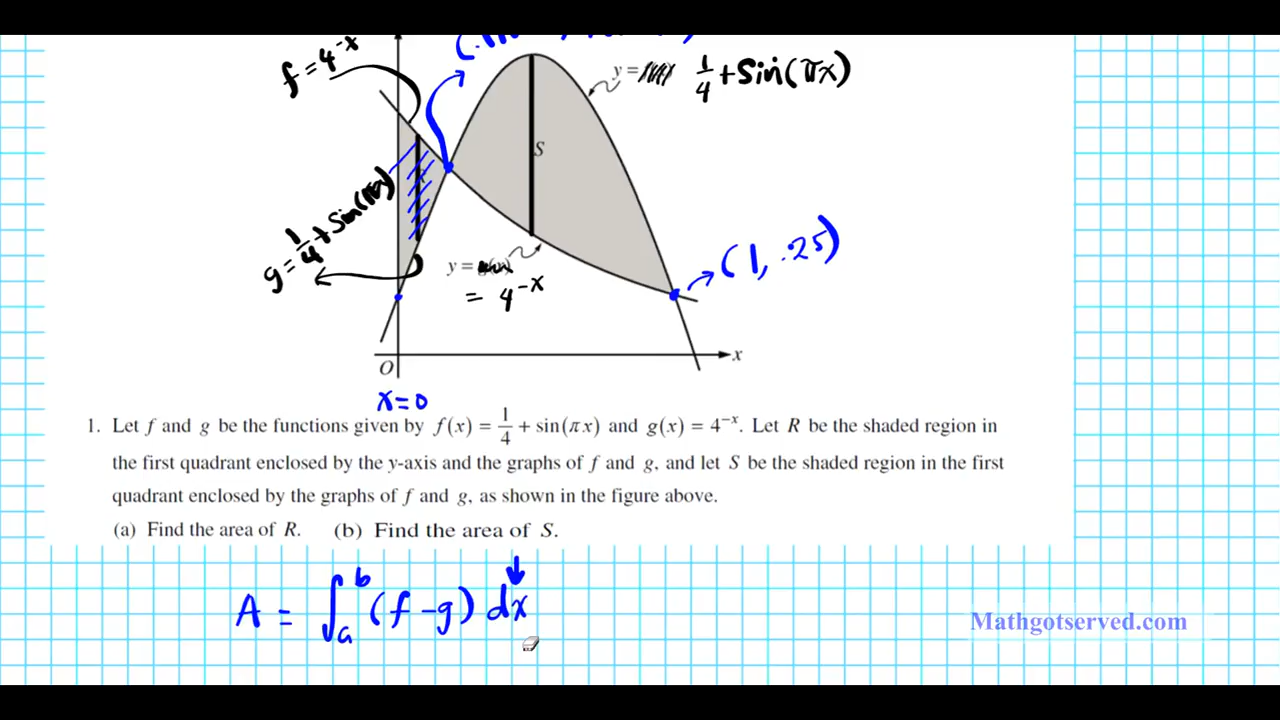 f = 4^-x
y = 1/4 + Sin(πx)
S
g = 1/4 + Sin(πx)
(1, .25)
y =
= 4^-x
O
x
x=0
1. Let f and g be the functions given by f(x) = 1/4 + sin(πx) and g(x) = 4^-x. Let R be the shaded region in
the first quadrant enclosed by the y-axis and the graphs of f and g, and let S be the shaded region in the first
quadrant enclosed by the graphs of f and g, as shown in the figure above.
(a) Find the area of R. (b) Find the area of S.
A = ∫_a^b (f - g) dx
Mathgotserved.com